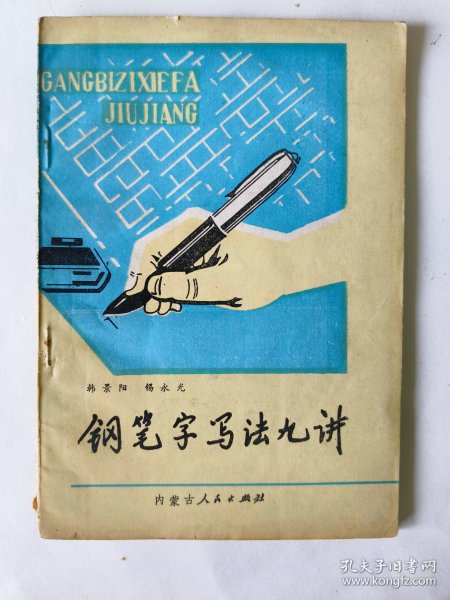 GANGBIZIXIEFA
JIUJIANG
韩景阳 锡永光
钢笔字写法九讲
内蒙古人民出版社
孔夫子旧书网
www.kongfz.com